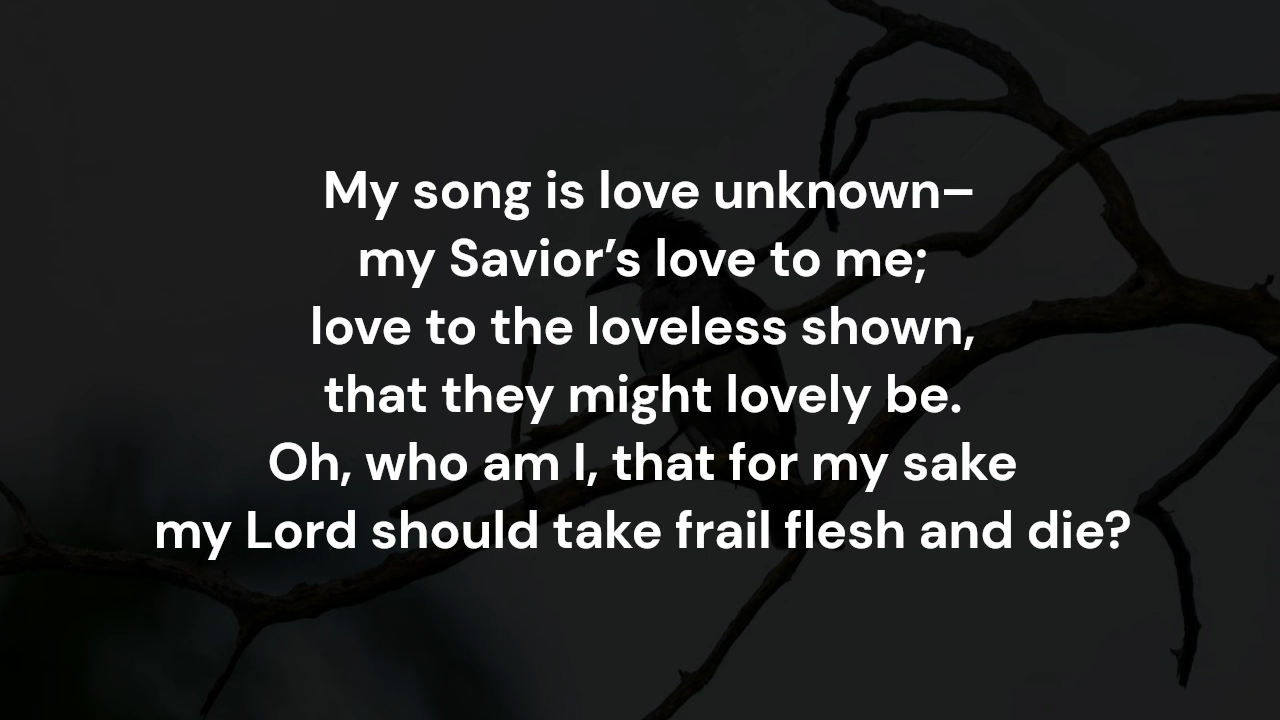 My song is love unknown–
my Savior’s love to me;
love to the loveless shown,
that they might lovely be.
Oh, who am I, that for my sake
my Lord should take frail flesh and die?